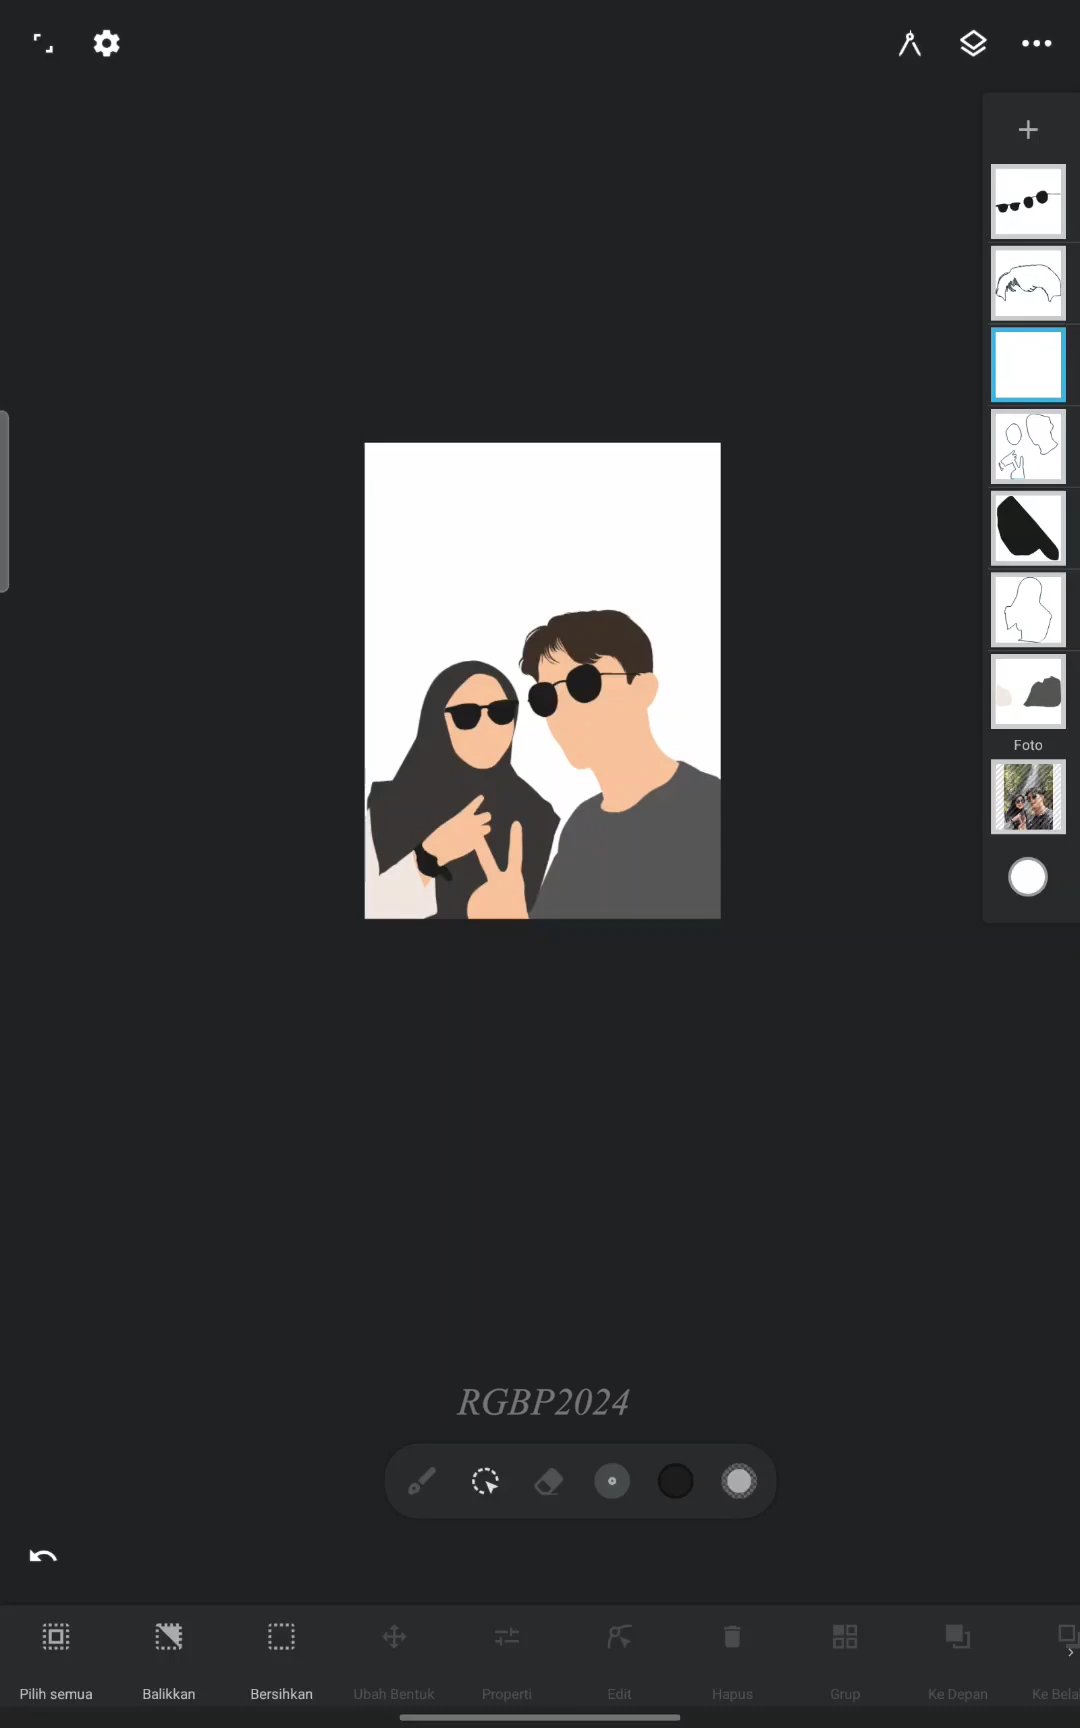 Foto
RGBP2024
Pilih semua
Balikkan
Bersihkan
Ubah Bentuk
Properti
Edit
Hapus
Grup
Ke Depan
Ke Bela